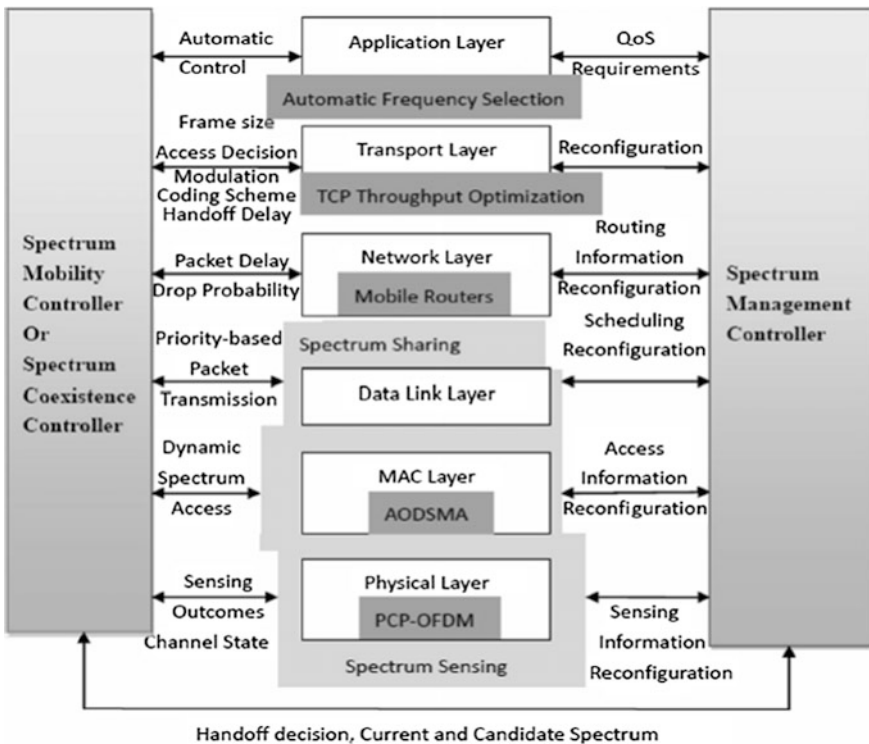 Automatic
Control
Application Layer
Automatic Frequency Selection
QoS
Requirements
Frame size
Access Decision
Modulation
Coding Scheme
Handoff Delay
Transport Layer
TCP Throughput Optimization
Reconfiguration
Spectrum
Mobility
Controller
Or
Spectrum
Coexistence
Controller
Packet Delay
Drop Probability
Network Layer
Mobile Routers
Routing
Information
Reconfiguration
Spectrum
Management
Controller
Priority-based
Packet
Transmission
Spectrum Sharing
Data Link Layer
Scheduling
Reconfiguration
Dynamic
Spectrum
Access
MAC Layer
AODSMA
Access
Information
Reconfiguration
Sensing
Outcomes
Channel State
Physical Layer
PCP-OFDM
Spectrum Sensing
Sensing
Information
Reconfiguration
Handoff decision, Current and Candidate Spectrum